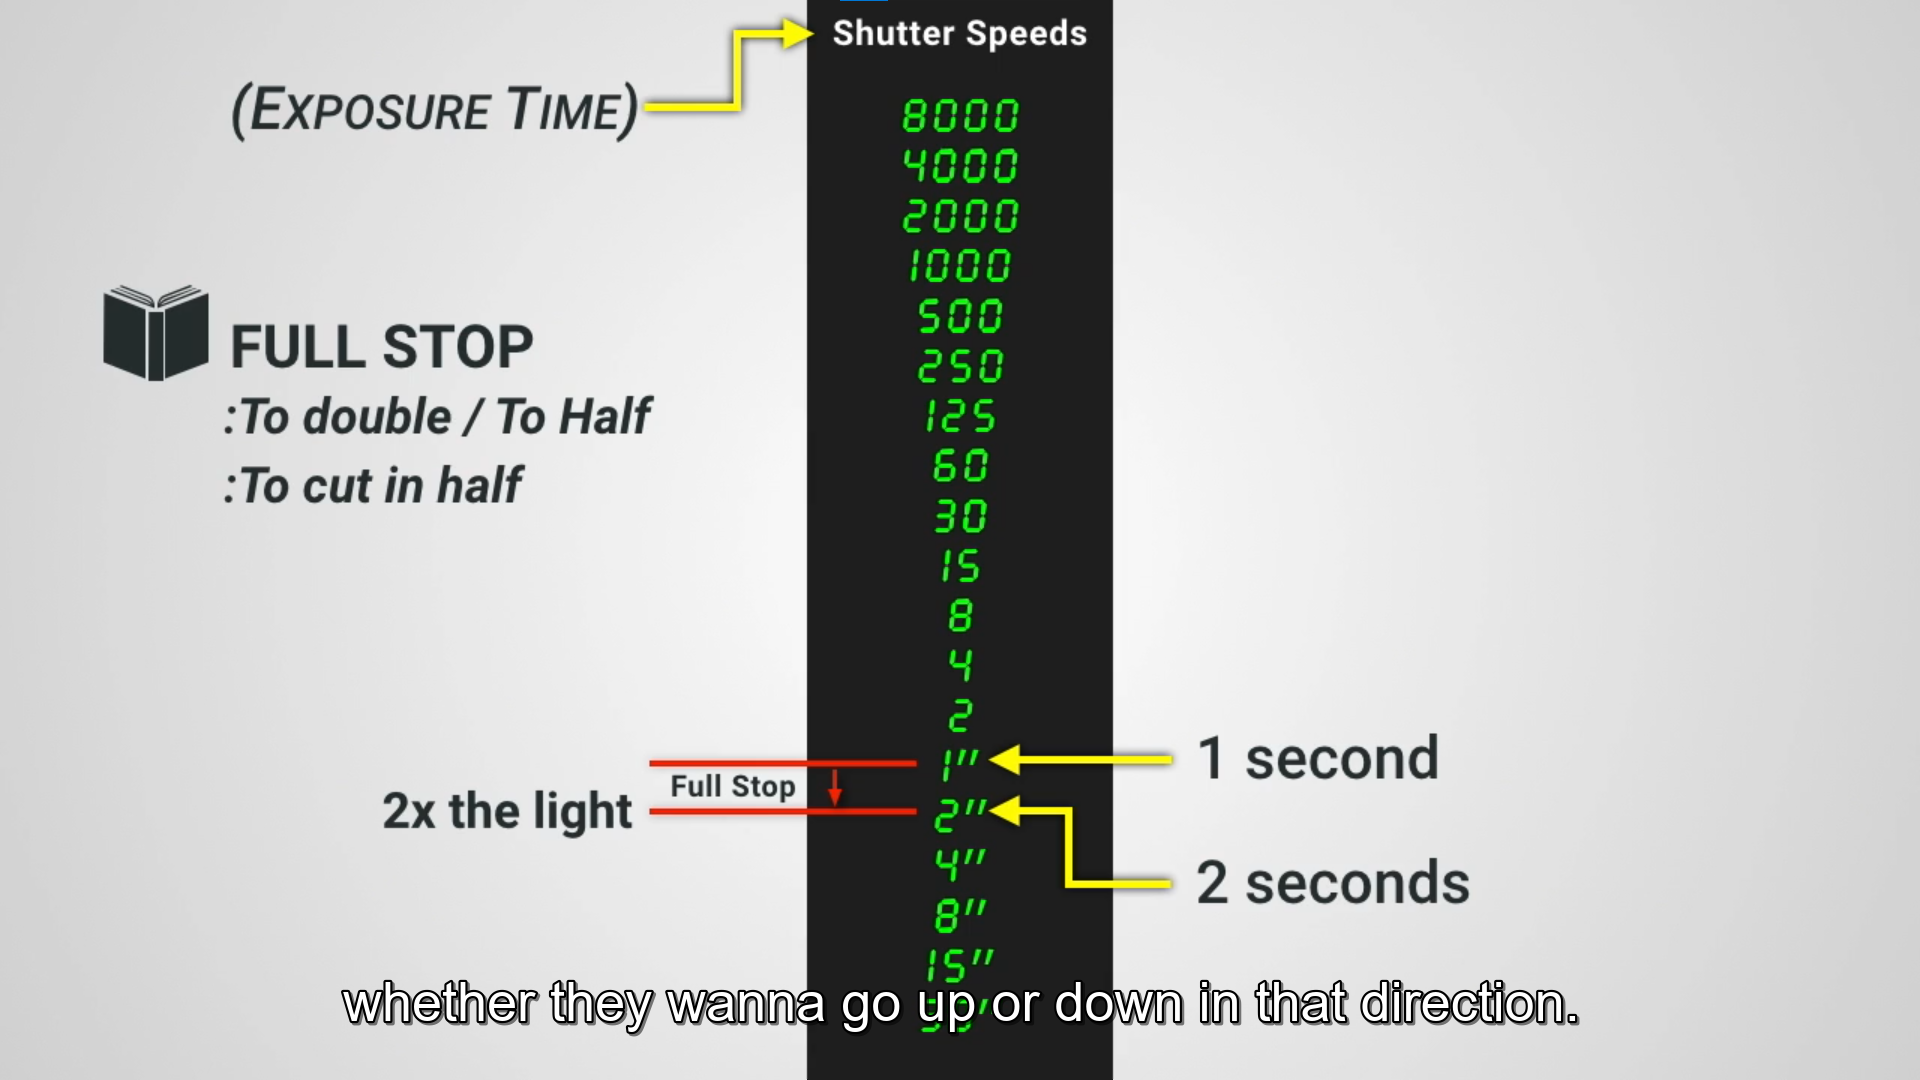 Shutter Speeds
(EXPOSURE TIME)
8000
4000
2000
1000
500
250
125
60
30
15
8
4
2
1"
2"
4"
8"
15"
FULL STOP
:To double / To Half
:To cut in half
Full Stop
2x the light
1 second
2 seconds
whether they wanna go up or down in that direction.